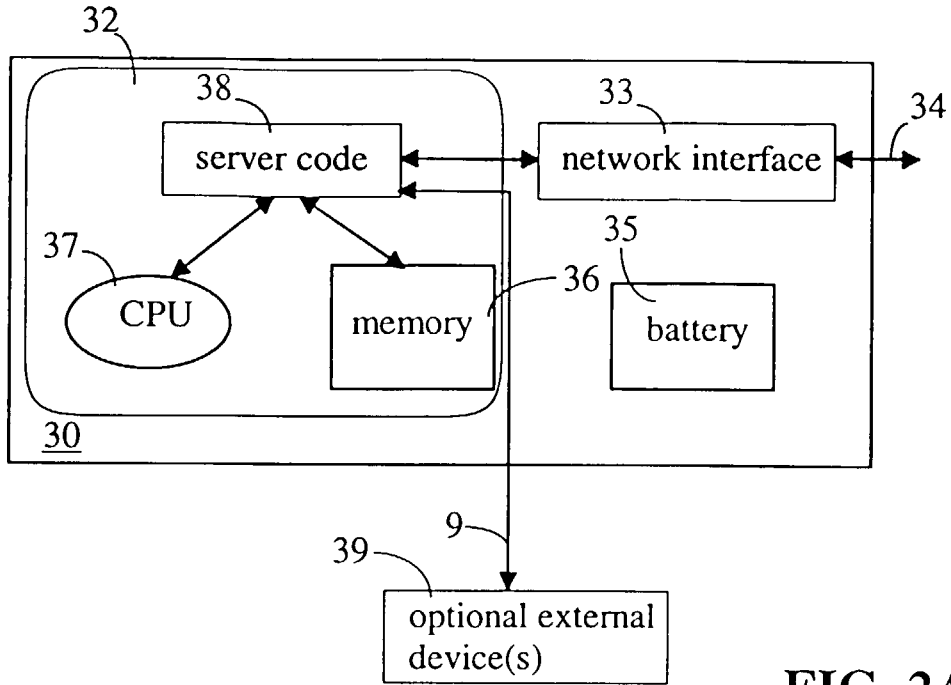 32
38
33
34
server code
network interface
37
35
36
CPU
memory
battery
30
9
39
optional external
device(s)